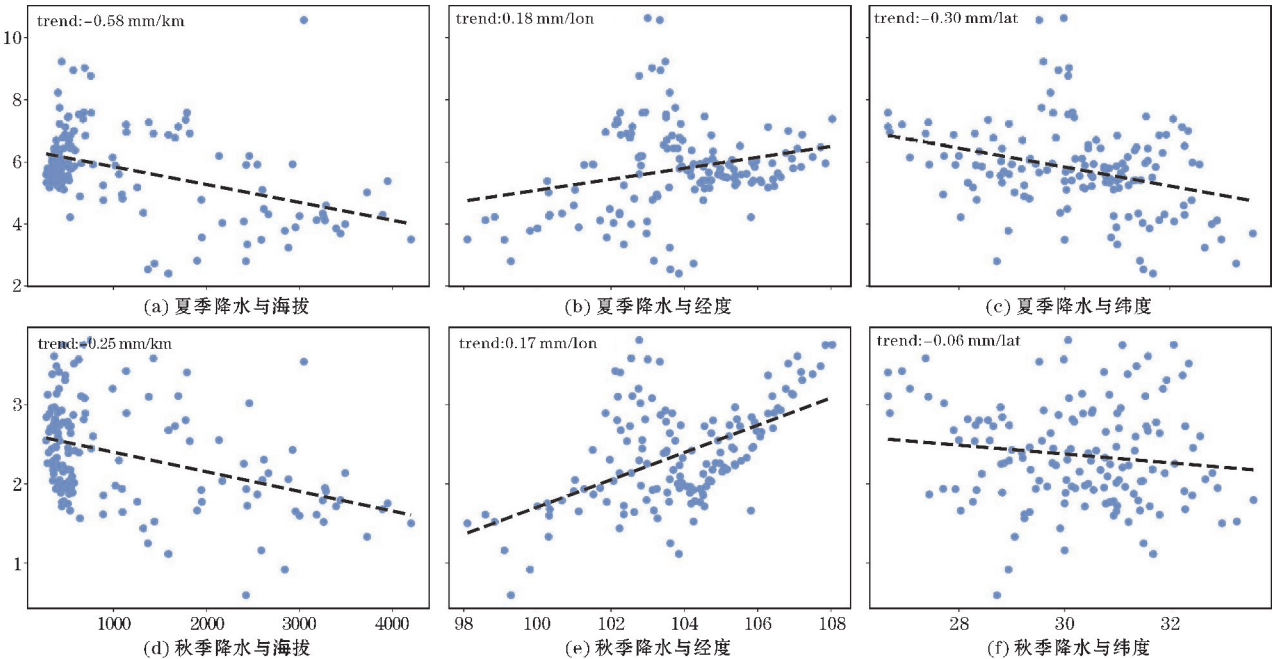 trend:-0.58 mm/km
trend:0.18 mm/lon
trend:-0.30 mm/lat
10
8
6
4
2
(a) 夏季降水与海拔
(b) 夏季降水与经度
(c) 夏季降水与纬度
trend:-0.25 mm/km
trend:0.17 mm/lon
trend:-0.06 mm/lat
3
2
1
1000 2000 3000 4000
98 100 102 104 106 108
28 30 32
(d) 秋季降水与海拔
(e) 秋季降水与经度
(f) 秋季降水与纬度